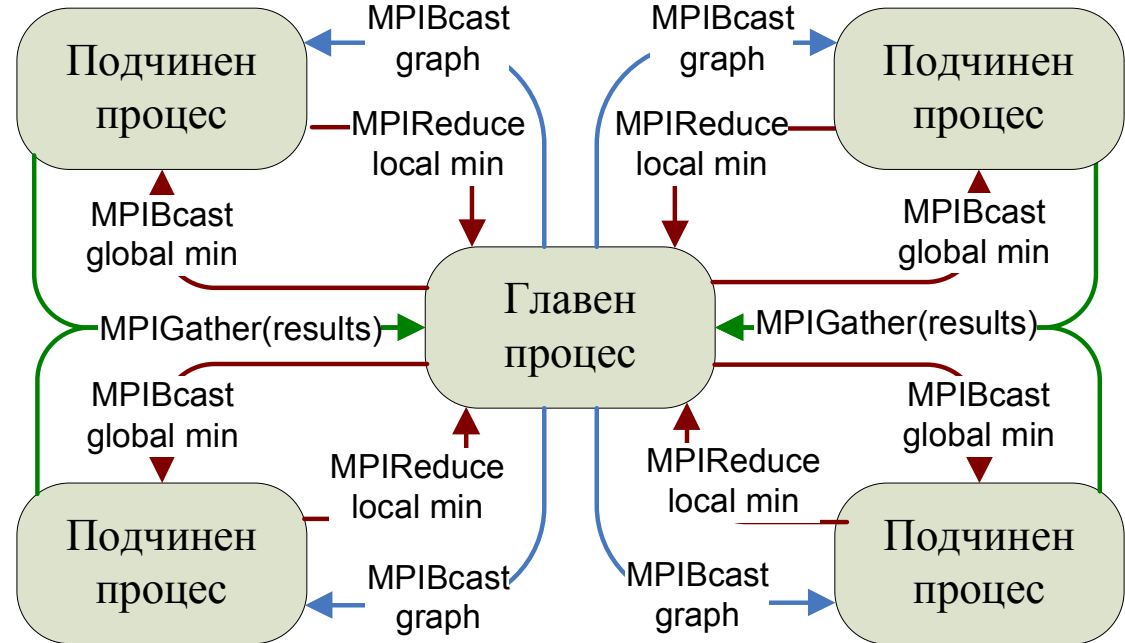 Подчинен
процес
MPIBcast
graph
MPIBcast
graph
Подчинен
процес
MPIReduce
local min
MPIReduce
local min
MPIBcast
global min
MPIBcast
global min
Главен
процес
MPIGather(results)
MPIGather(results)
MPIBcast
global min
MPIBcast
global min
MPIReduce
local min
MPIReduce
local min
Подчинен
процес
MPIBcast
graph
MPIBcast
graph
Подчинен
процес